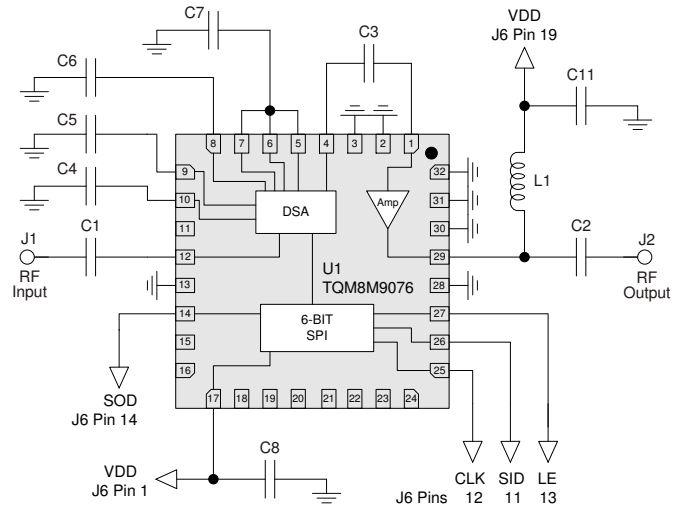 C7
VDD
J6 Pin 19
C3
C6
C11
C5
8 7 6 5 4 3 2 1
C4
9
32
L1
10
DSA
Amp
31
C1
11
30
C2
J1
12
29
J2
RF
Input
U1
TQM8M9076
RF
Output
13
28
14
6-BIT
SPI
27
15
26
16
25
SOD
J6 Pin 14
17 18 19 20 21 22 23 24
C8
VDD
J6 Pin 1
CLK SID LE
J6 Pins 12 11 13